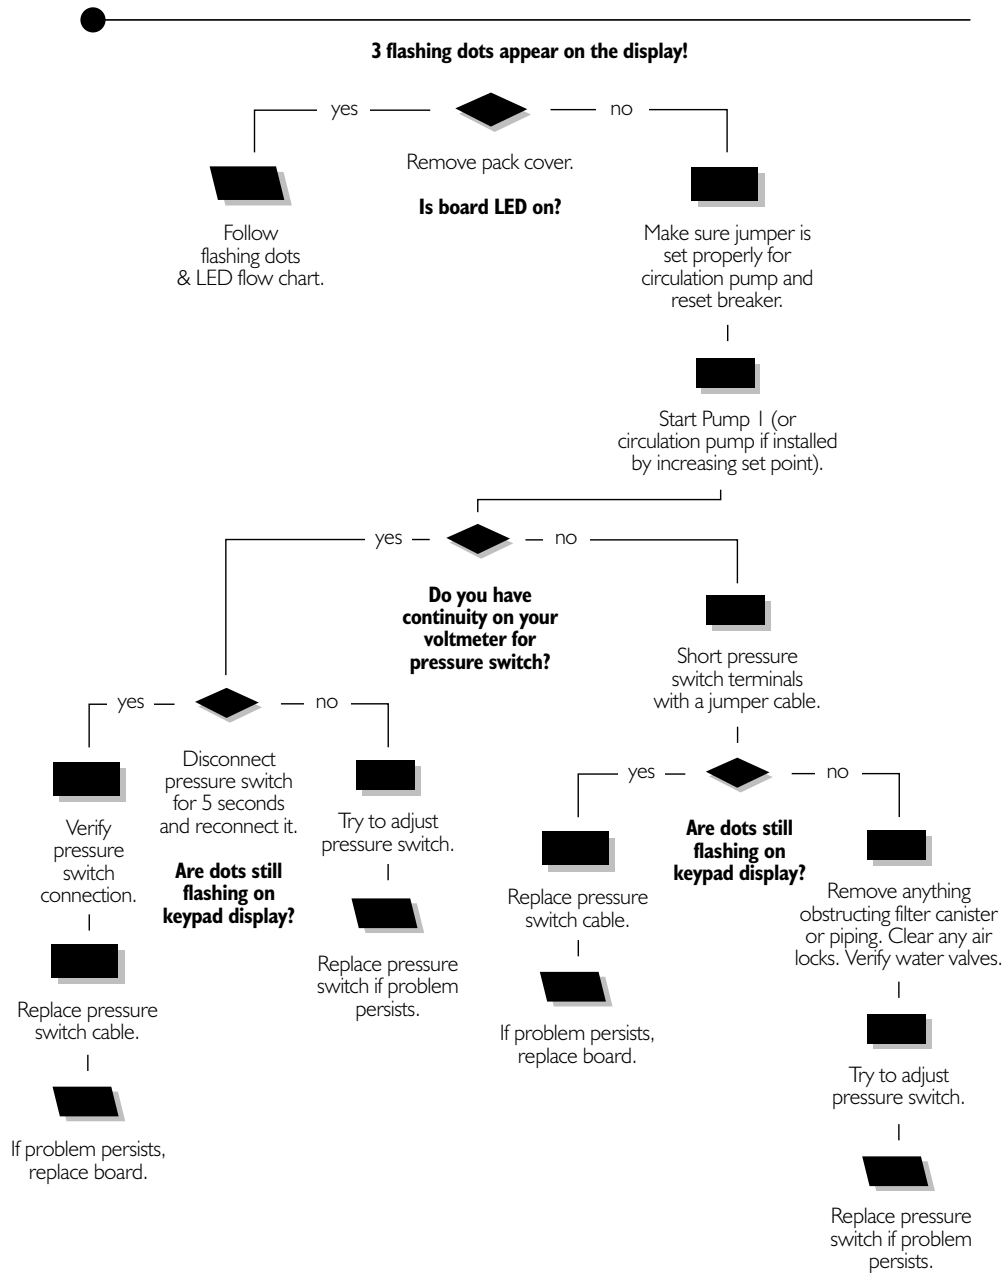 3 flashing dots appear on the display!
yes
no
Remove pack cover.
Is board LED on?
Follow
flashing dots
& LED flow chart.
Make sure jumper is
set properly for
circulation pump and
reset breaker.
Start Pump 1 (or
circulation pump if installed
by increasing set point).
yes
no
Do you have
continuity on your
voltmeter for
pressure switch?
Short pressure
switch terminals
with a jumper cable.
yes
no
Disconnect
pressure switch
for 5 seconds
and reconnect it.
Are dots still
flashing on
keypad display?
Verify
pressure
switch
connection.
Replace pressure
switch cable.
If problem persists,
replace board.
Try to adjust
pressure switch.
Replace pressure
switch if problem
persists.
yes
no
Are dots still
flashing on
keypad display?
Replace pressure
switch cable.
If problem persists,
replace board.
Remove anything
obstructing filter canister
or piping. Clear any air
locks. Verify water valves.
Try to adjust
pressure switch.
Replace pressure
switch if problem
persists.